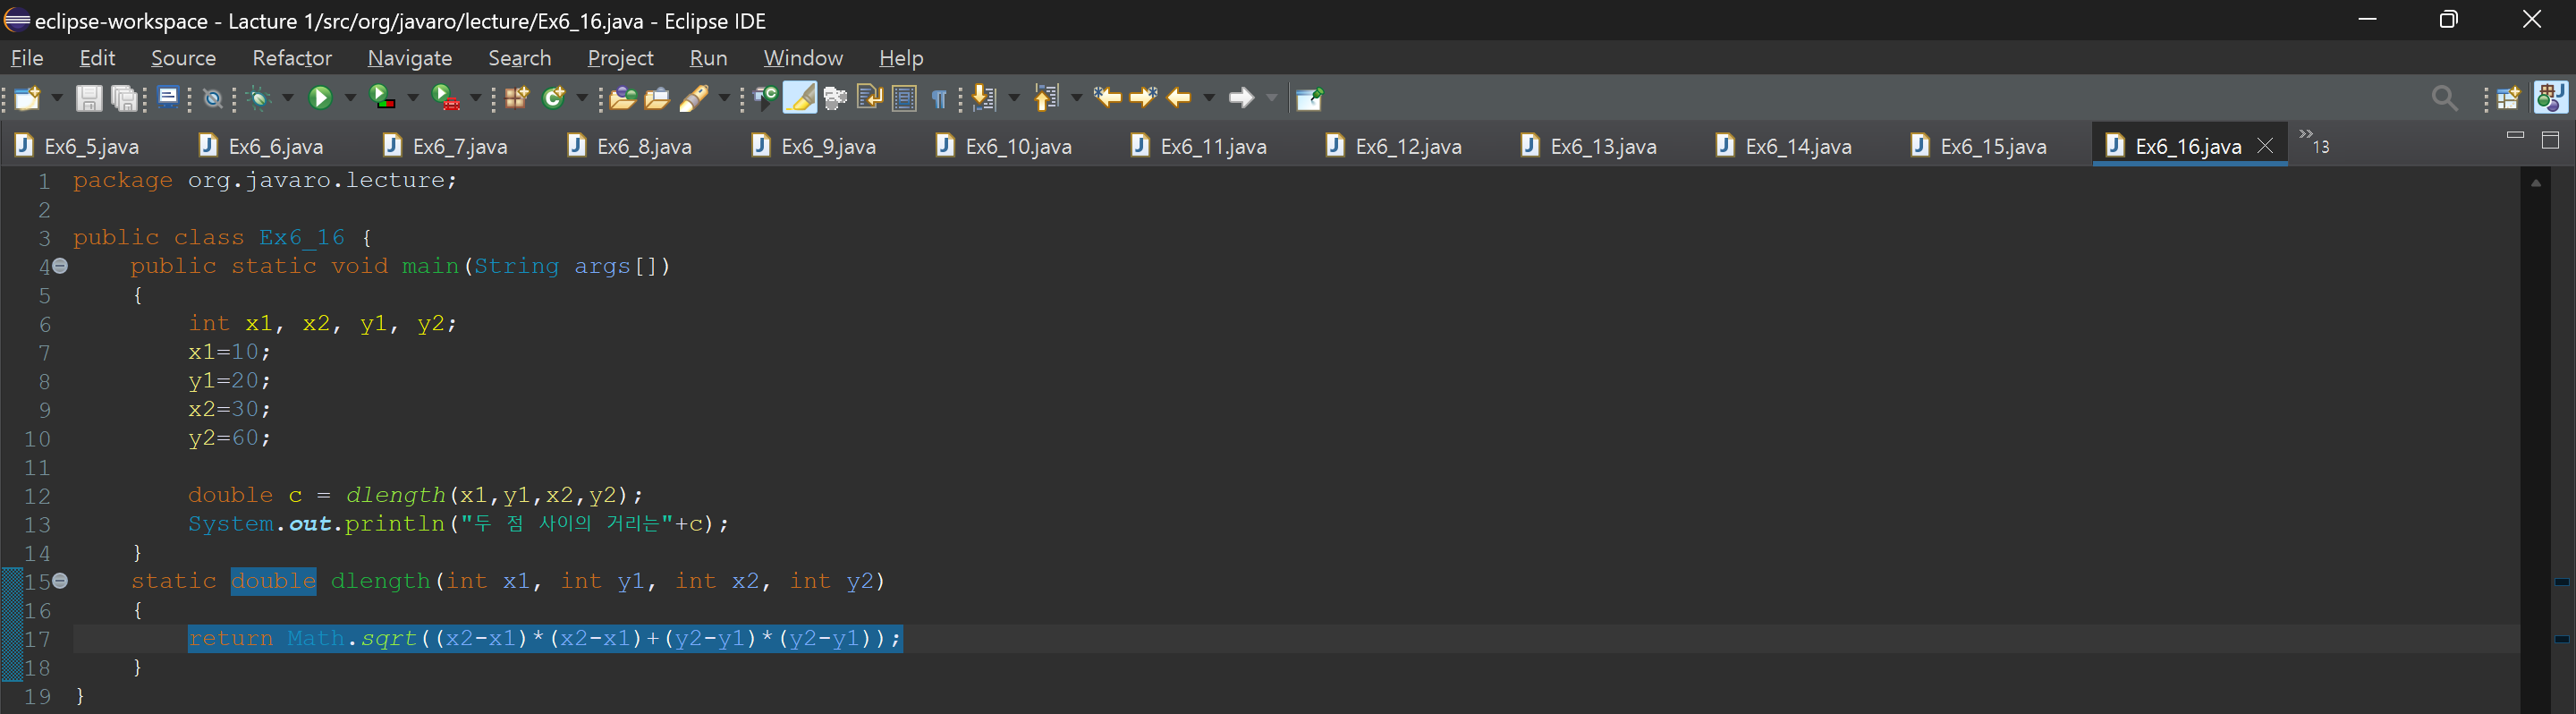 eclipse-workspace - Lacture 1/src/org/javaro/lecture/Ex6_16.java - Eclipse IDE
File Edit Source Refactor Navigate Search Project Run Window Help
Ex6_5.java Ex6_6.java Ex6_7.java Ex6_8.java Ex6_9.java Ex6_10.java Ex6_11.java Ex6_12.java Ex6_13.java Ex6_14.java Ex6_15.java Ex6_16.java 13
1 package org.javaro.lecture;
2
3 public class Ex6_16 {
4 public static void main(String args[])
5 {
6 int x1, x2, y1, y2;
7 x1=10;
8 y1=20;
9 x2=30;
10 y2=60;
11
12 double c = dlength(x1,y1,x2,y2);
13 System.out.println("두 점 사이의 거리는"+c);
14 }
15 static double dlength(int x1, int y1, int x2, int y2)
16 {
17 return Math.sqrt((x2-x1)*(x2-x1)+(y2-y1)*(y2-y1));
18 }
19 }